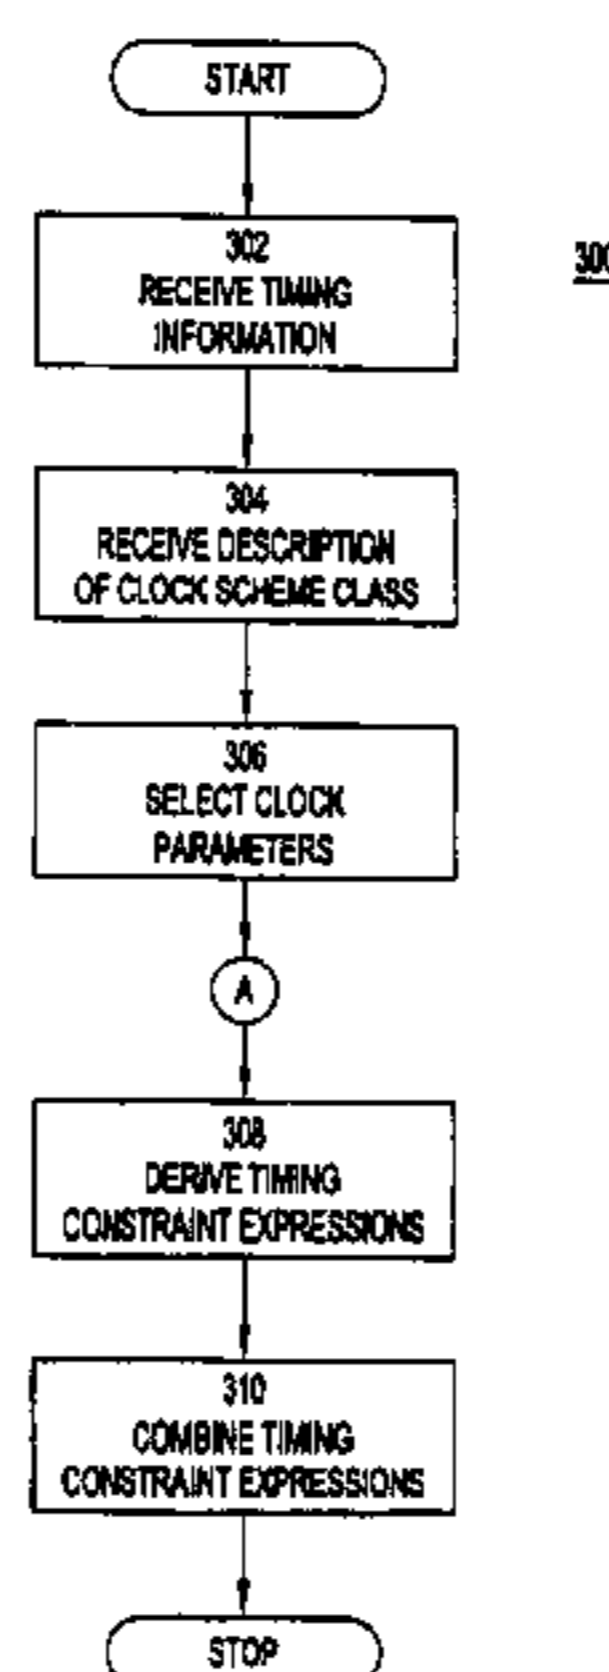 START
302
RECEIVE TIMING
INFORMATION
300
304
RECEIVE DESCRIPTION
OF CLOCK SCHEME CLASS
306
SELECT CLOCK
PARAMETERS
A
308
DERIVE TIMING
CONSTRAINT EXPRESSIONS
310
COMBINE TIMING
CONSTRAINT EXPRESSIONS
STOP